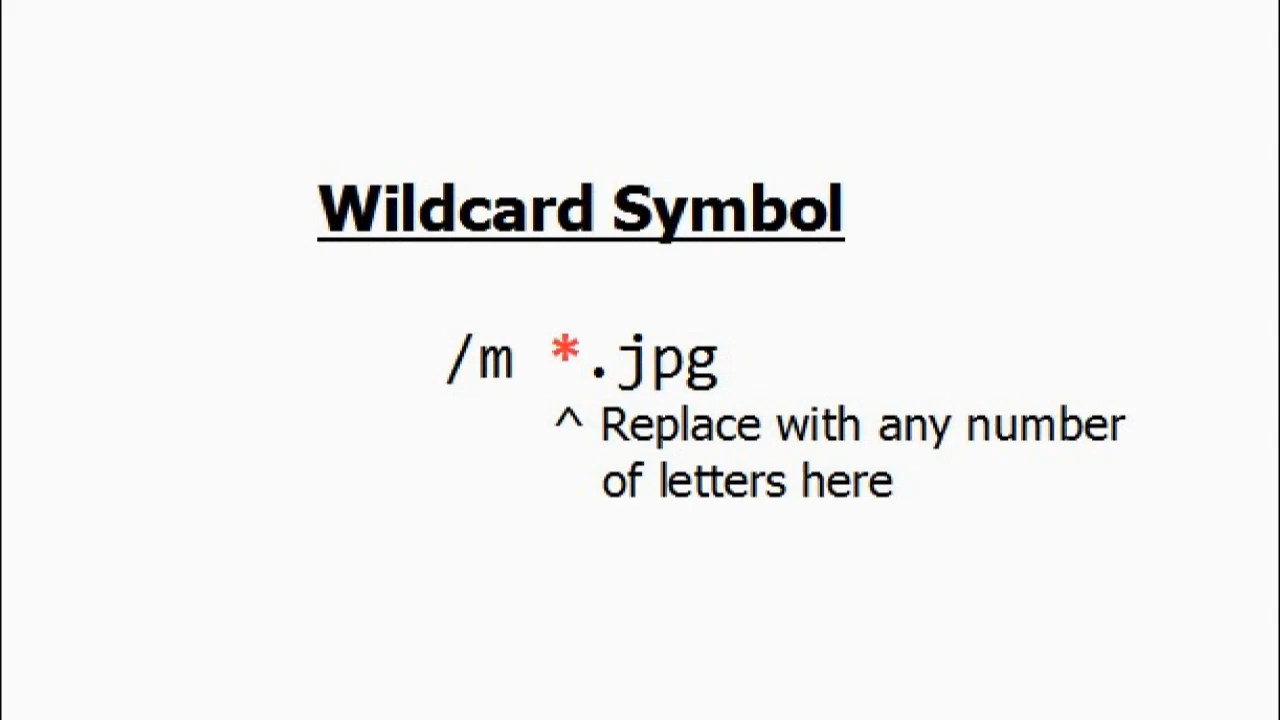 Wildcard Symbol
/m *.jpg
^ Replace with any number
of letters here